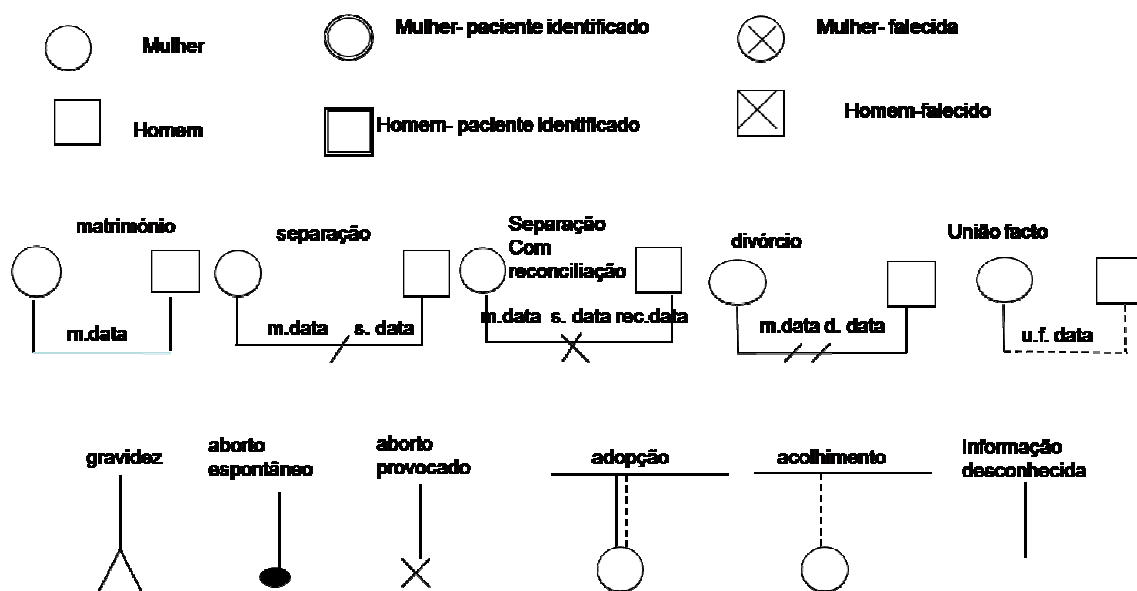 Mulher
Mulher- paciente identificado
Mulher- falecida
Homem
Homem- paciente identificado
Homem-falecido
matrimónio
m.data
separação
m.data s. data
Separação
Com
reconciliação
m.data s. data rec.data
divórcio
m.data d. data
União facto
u.f. data
gravidez
aborto
espontâneo
aborto
provocado
adopção
acolhimento
Informação
desconhecida